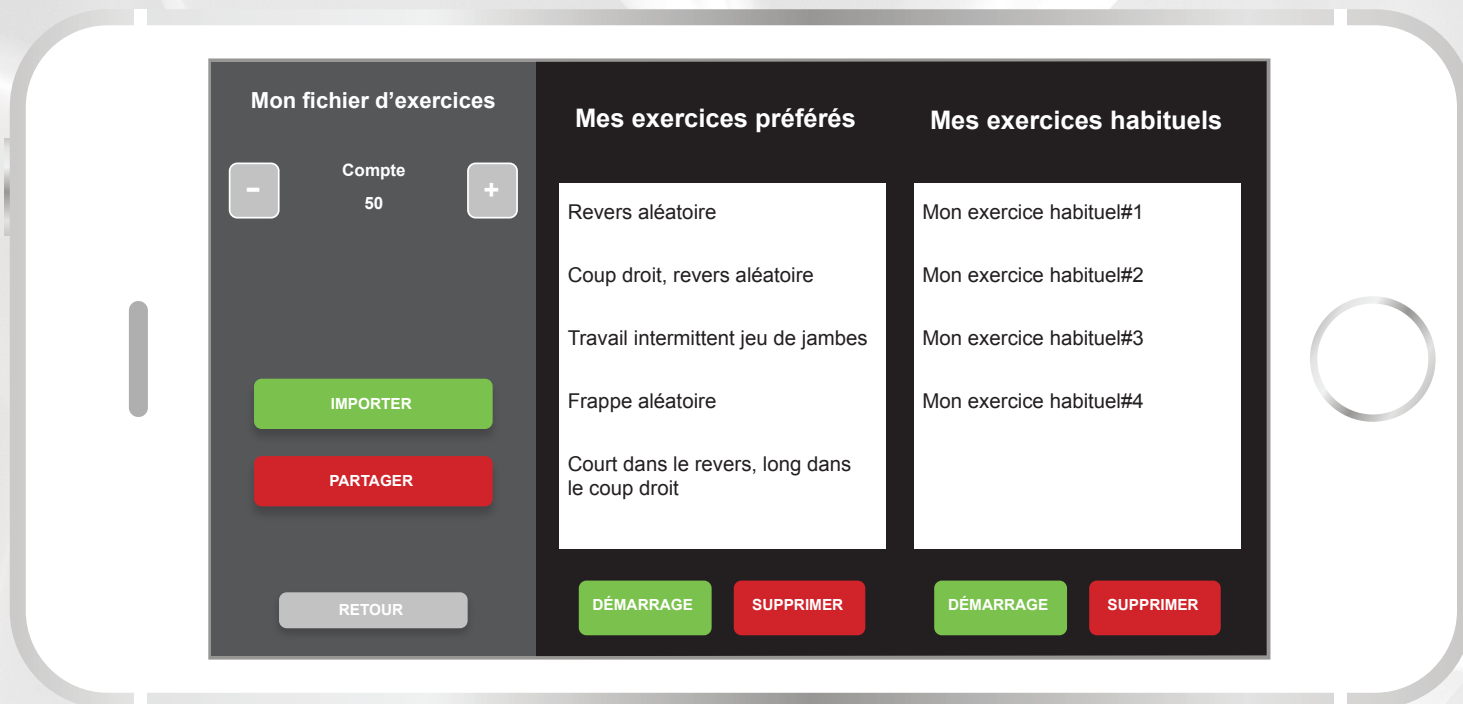 Mon fichier d’exercices
Compte
-
50
+
IMPORTER
PARTAGER
RETOUR
Mes exercices préférés
Revers aléatoire
Coup droit, revers aléatoire
Travail intermittent jeu de jambes
Frappe aléatoire
Court dans le revers, long dans
le coup droit
DÉMARRAGE
SUPPRIMER
Mes exercices habituels
Mon exercice habituel#1
Mon exercice habituel#2
Mon exercice habituel#3
Mon exercice habituel#4
DÉMARRAGE
SUPPRIMER